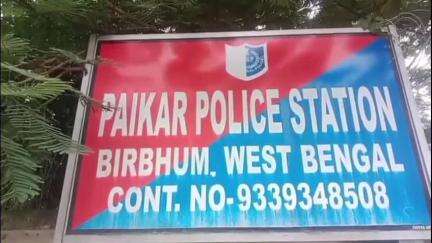 PAIKAR POLICE STATION
BIRBHUM, WEST BENGAL
CONT. NO-9339348508